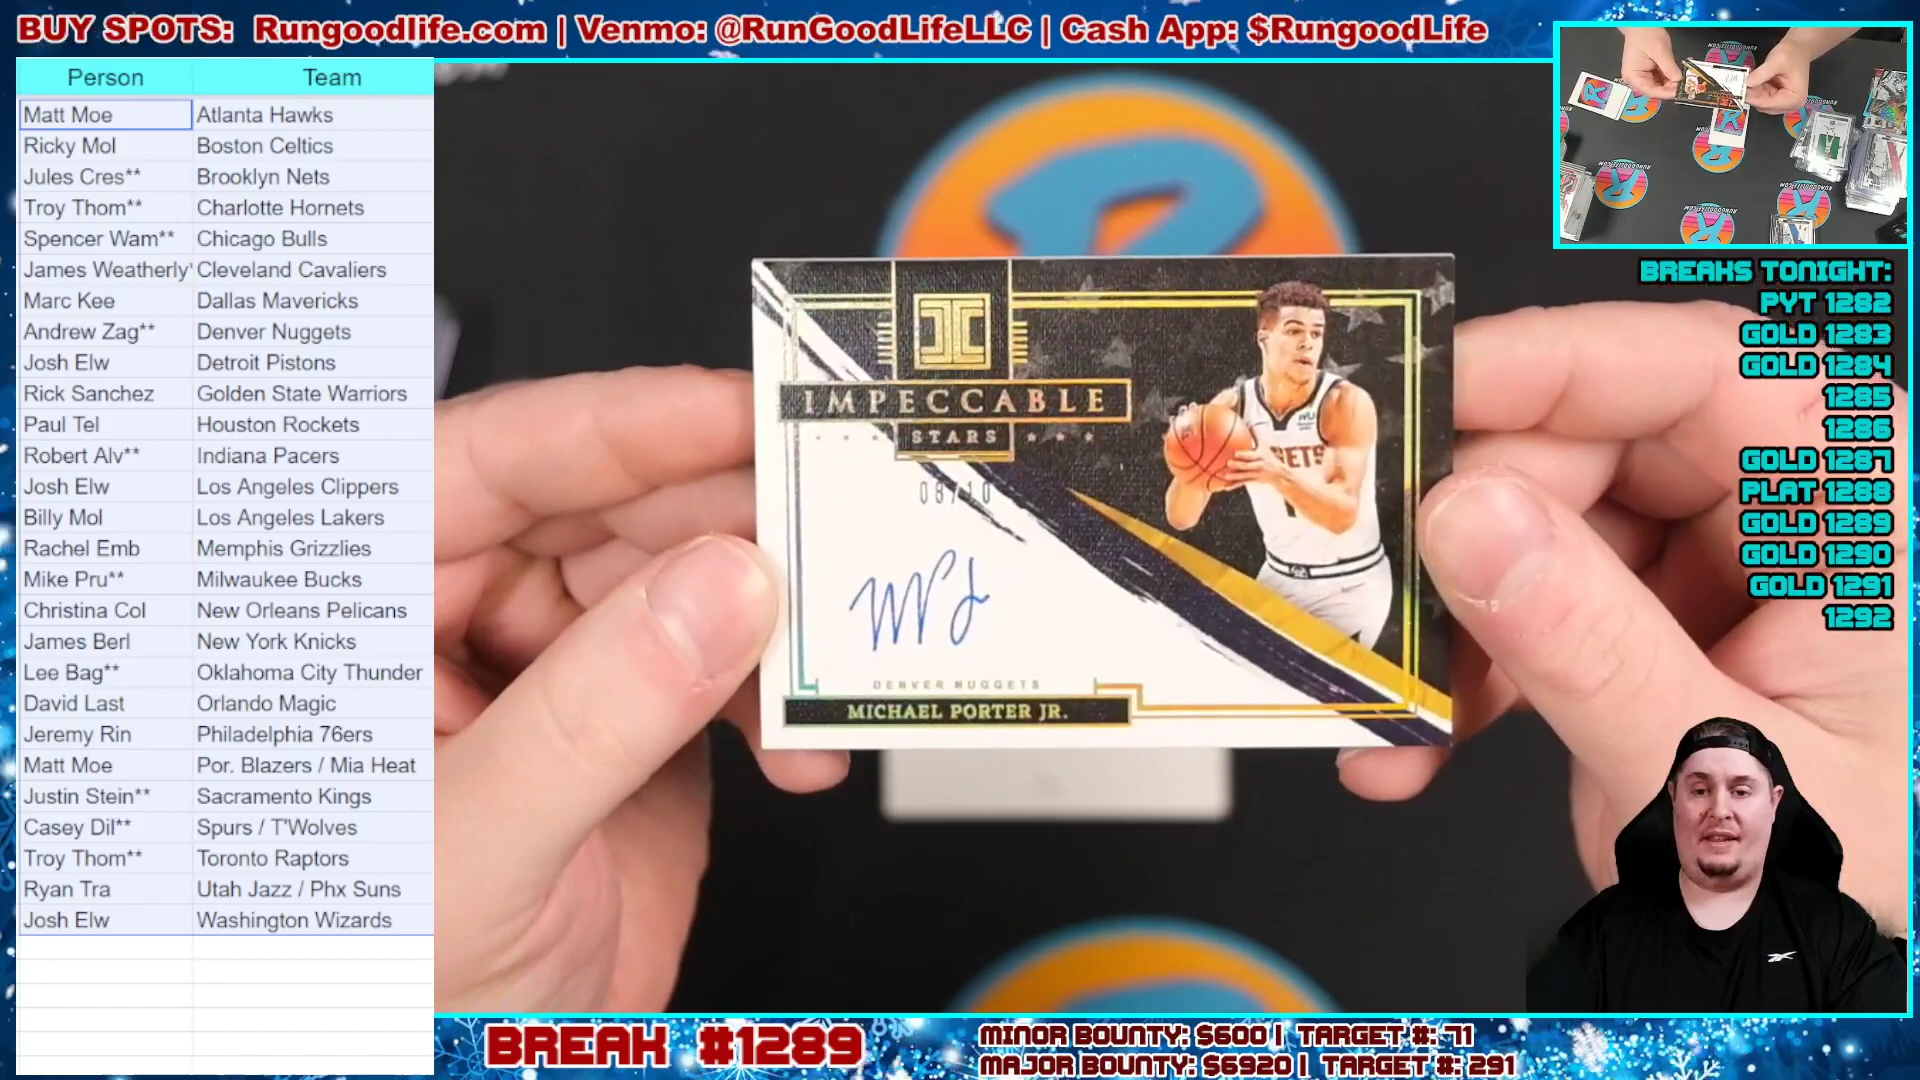 BUY SPOTS: Rungoodlife.com | Venmo: @RunGoodLifeLLC | Cash App: $RungoodLife
Person Team
Matt Moe Atlanta Hawks
Ricky Mol Boston Celtics
Jules Cres** Brooklyn Nets
Troy Thom** Charlotte Hornets
Spencer Wam** Chicago Bulls
James Weatherly* Cleveland Cavaliers
Marc Kee Dallas Mavericks
Andrew Zag** Denver Nuggets
Josh Elw Detroit Pistons
Rick Sanchez Golden State Warriors
Paul Tel Houston Rockets
Robert Alv** Indiana Pacers
Josh Elw Los Angeles Clippers
Billy Mol Los Angeles Lakers
Rachel Emb Memphis Grizzlies
Mike Pru** Milwaukee Bucks
Christina Col New Orleans Pelicans
James Berl New York Knicks
Lee Bag** Oklahoma City Thunder
David Last Orlando Magic
Jeremy Rin Philadelphia 76ers
Matt Moe Por. Blazers / Mia Heat
Justin Stein** Sacramento Kings
Casey Dil** Spurs / T'Wolves
Troy Thom** Toronto Raptors
Ryan Tra Utah Jazz / Phx Suns
Josh Elw Washington Wizards
IMPECCABLE
STARS
08/10
DENVER NUGGETS
MICHAEL PORTER JR.
BREAKS TONIGHT:
PYT 1282
GOLD 1283
GOLD 1284
1285
1286
GOLD 1287
PLAT 1288
GOLD 1289
GOLD 1290
GOLD 1291
1292
BREAK #1289
MINOR BOUNTY: $600 | TARGET #: 71
MAJOR BOUNTY: $6920 | TARGET #: 291